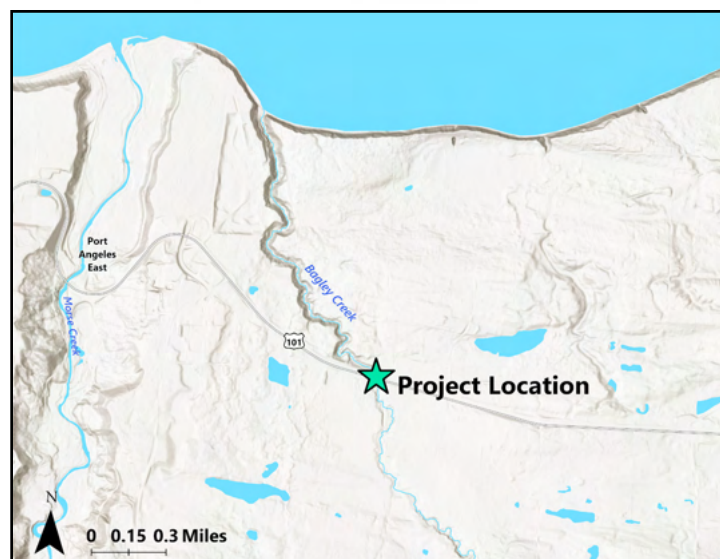 Port
Angeles
East
Morse Creek
Bagley Creek
101
Project Location
N
0 0.15 0.3 Miles